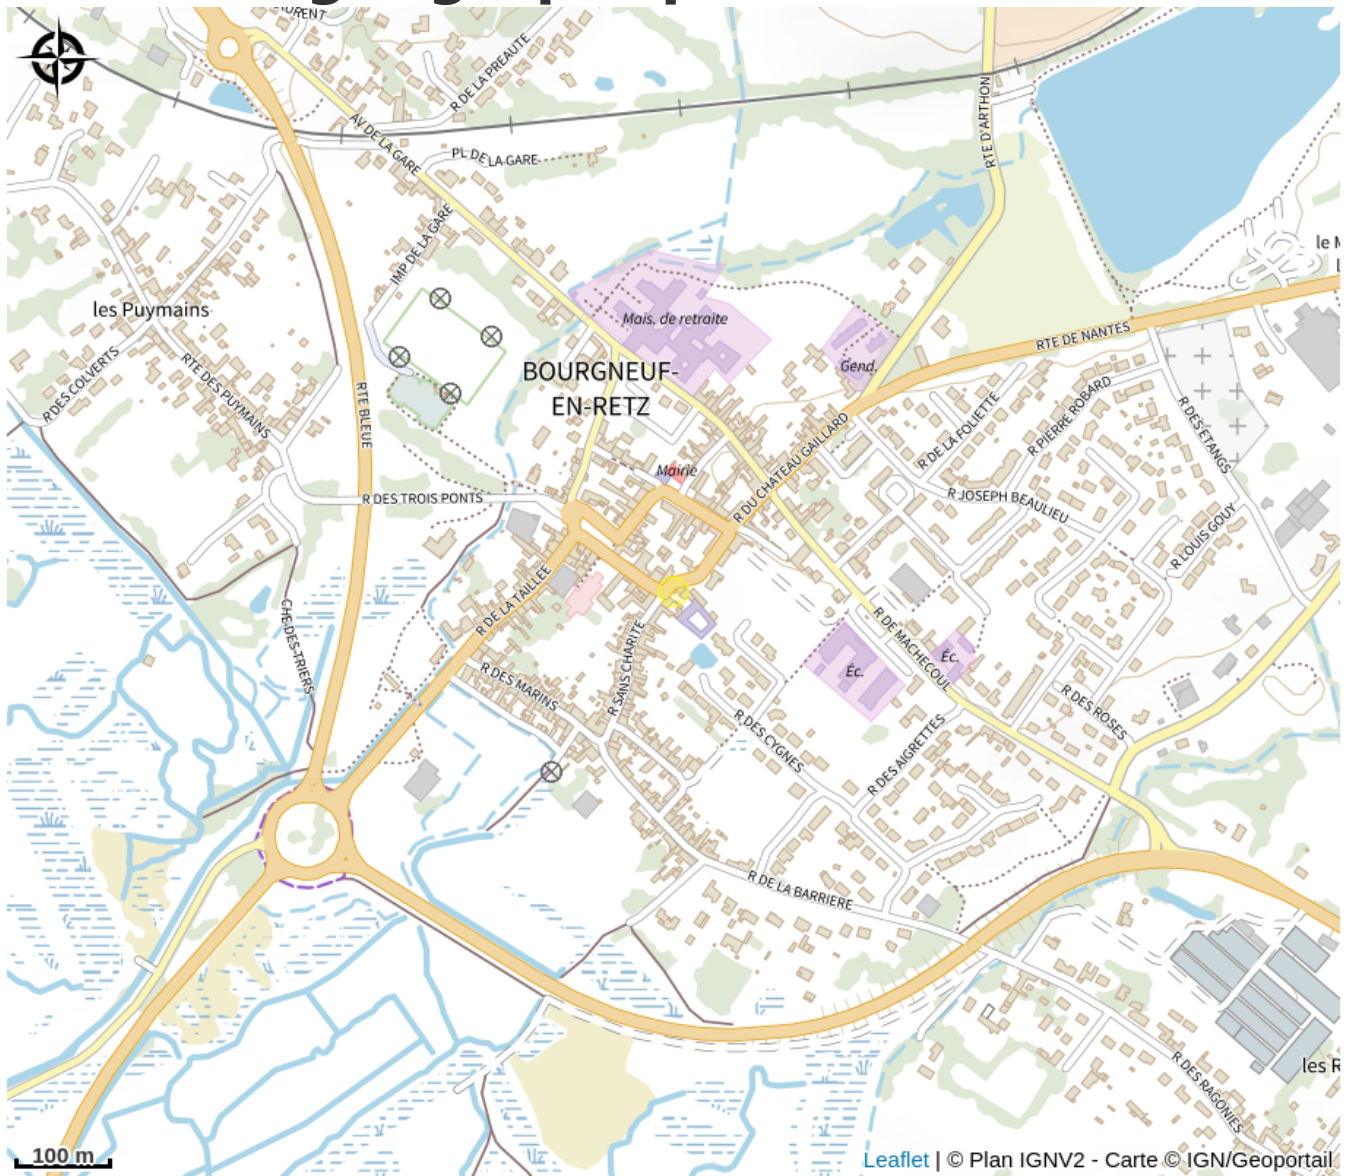 R DE LA PREAUTE
AV DE LA GARE
PL DE LA GARE
RTE D'ARTHON
IMP DE LA GARE
les Puymains
Mais. de retraite
Gend.
RTE DE NANTES
R DES COLVERTS
RTE DES PUYMAINS
RTE BLEUE
BOURGNEUF-
EN-RETZ
R DE LA FOLIETTE
R PIERRE ROBARD
R DES ETANGS
Mairie
R DU CHATEAU GAILLARD
R DES TROIS PONTS
R JOSEPH BEAULIEU
R LOUIS GOUY
CHE DES TRIERS
R DE LA TAILLEE
R SANS CHARITE
R DE MACHECOUL
Éc.
Éc.
R DES MARINS
R DES CYGNES
R DES AIGRETTES
R DES ROSES
R DE LA BARRIERE
R DES RAGONIES
les R
100 m
Leaflet | © Plan IGNV2 - Carte © IGN/Geoportail